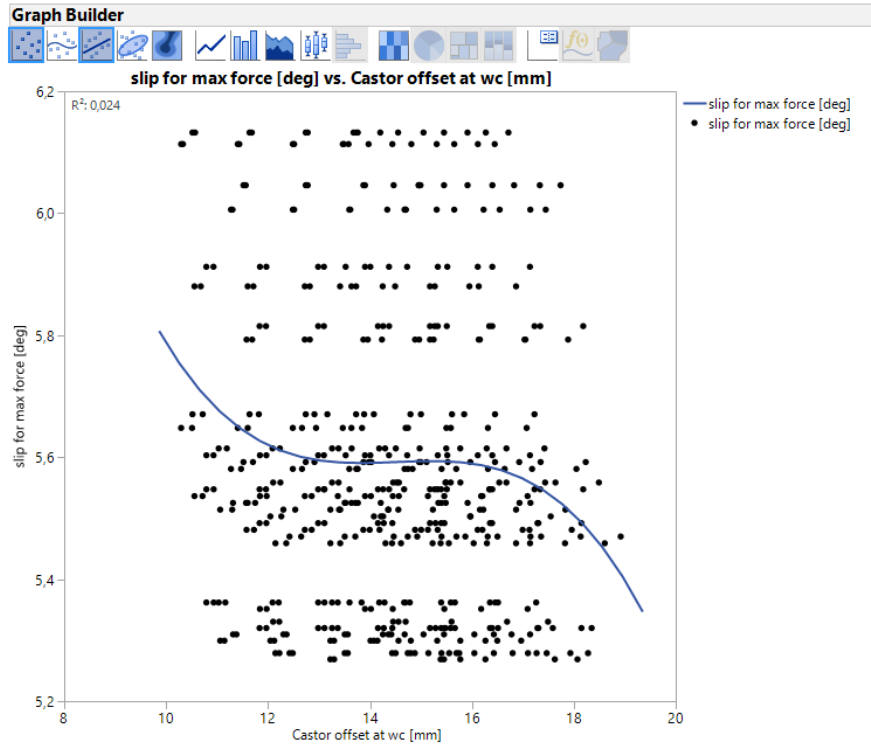 Graph Builder
slip for max force [deg] vs. Castor offset at wc [mm]
R²: 0,024
slip for max force [deg]
slip for max force [deg]
6,2
6,0
5,8
5,6
5,4
5,2
slip for max force [deg]
8 10 12 14 16 18 20
Castor offset at wc [mm]